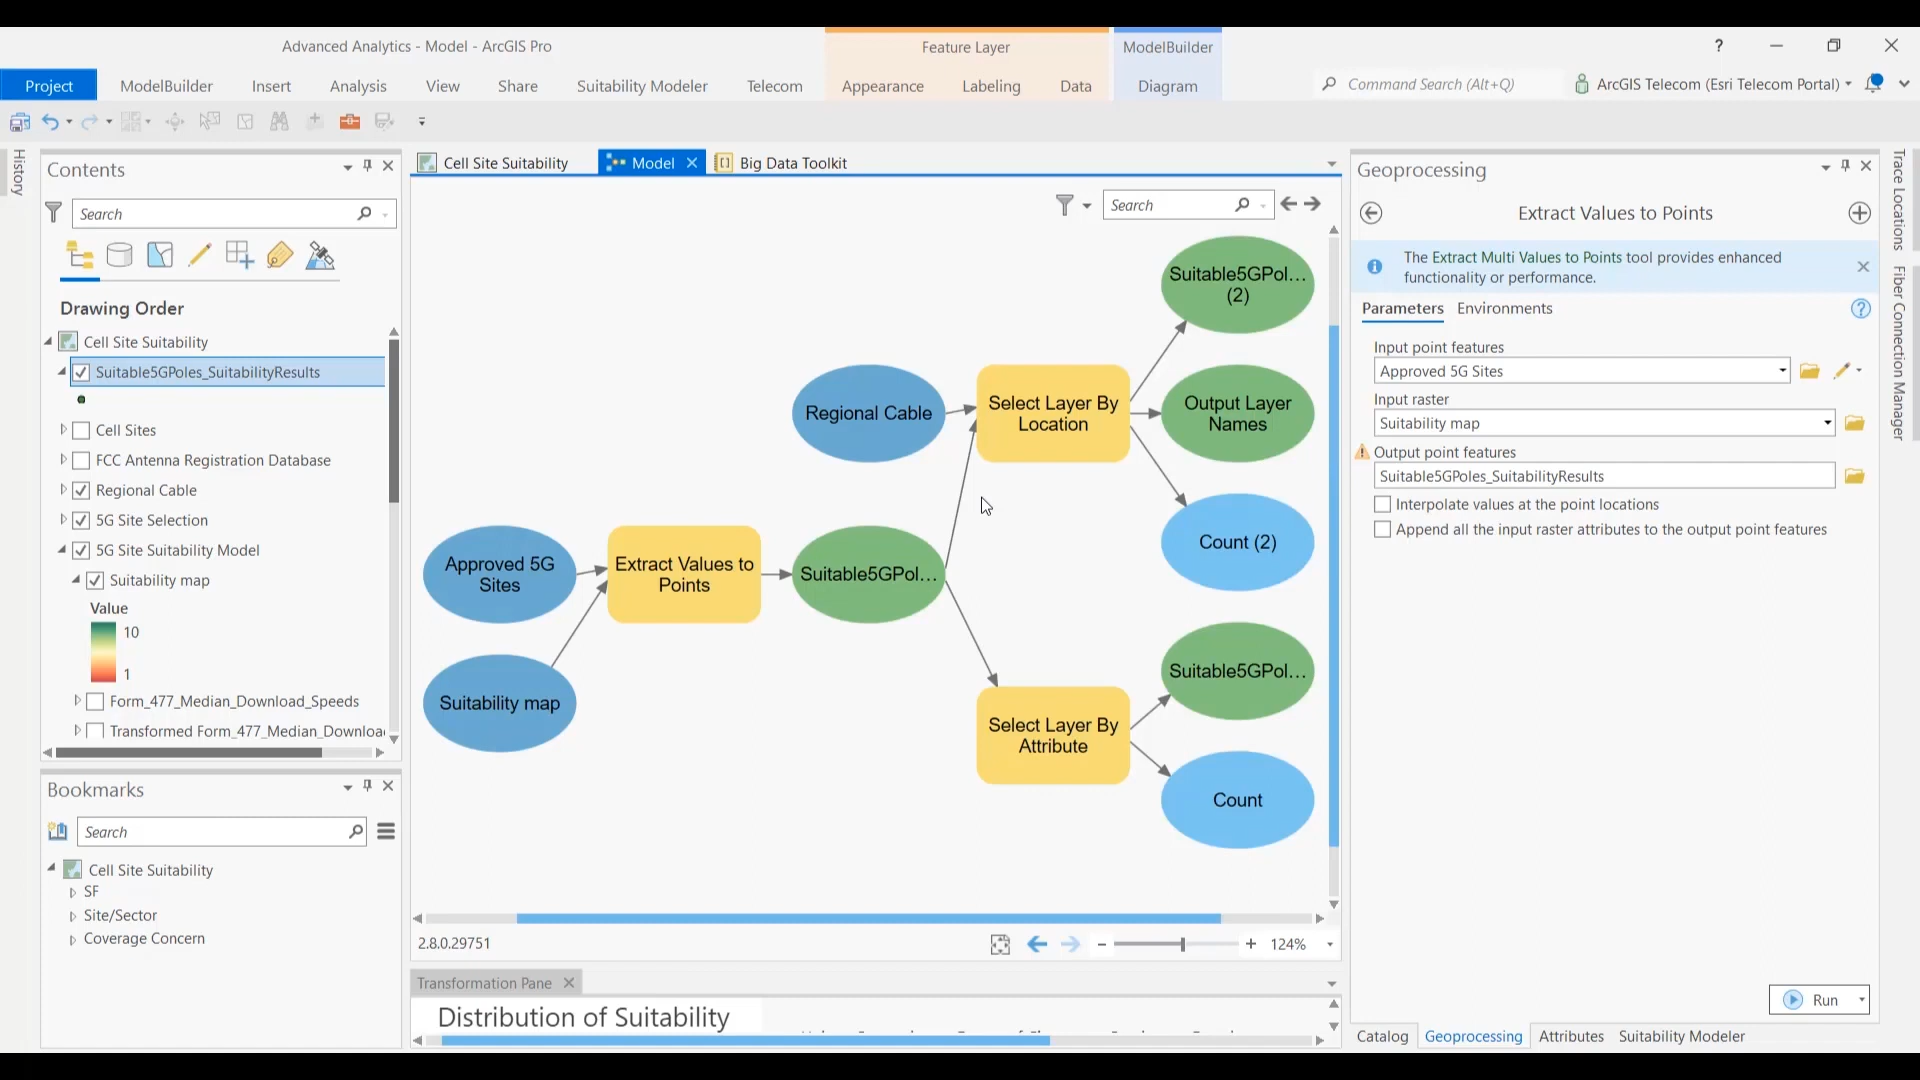 Advanced Analytics - Model - ArcGIS Pro
Feature Layer
ModelBuilder
?
Project
ModelBuilder
Insert
Analysis
View
Share
Suitability Modeler
Telecom
Appearance
Labeling
Data
Diagram
Command Search (Alt+Q)
ArcGIS Telecom (Esri Telecom Portal)
History
Contents
Search
Drawing Order
Cell Site Suitability
Suitable5GPoles_SuitabilityResults
Cell Sites
FCC Antenna Registration Database
Regional Cable
5G Site Selection
5G Site Suitability Model
Suitability map
Value
10
1
Form_477_Median_Download_Speeds
Transformed Form_477_Median_Downloa
Bookmarks
Search
Cell Site Suitability
SF
Site/Sector
Coverage Concern
Cell Site Suitability
Model
Big Data Toolkit
Search
Suitable5GPol...
(2)
Regional Cable
Select Layer By
Location
Output Layer
Names
Count (2)
Approved 5G
Sites
Extract Values to
Points
Suitable5GPol...
Suitability map
Suitable5GPol...
Select Layer By
Attribute
Count
2.8.0.29751
124%
Transformation Pane
Distribution of Suitability
Geoprocessing
Extract Values to Points
The Extract Multi Values to Points tool provides enhanced
functionality or performance.
Parameters
Environments
?
Input point features
Approved 5G Sites
Input raster
Suitability map
Output point features
Suitable5GPoles_SuitabilityResults
Interpolate values at the point locations
Append all the input raster attributes to the output point features
Run
Catalog
Geoprocessing
Attributes
Suitability Modeler
Trace Locations
Fiber Connection Manager